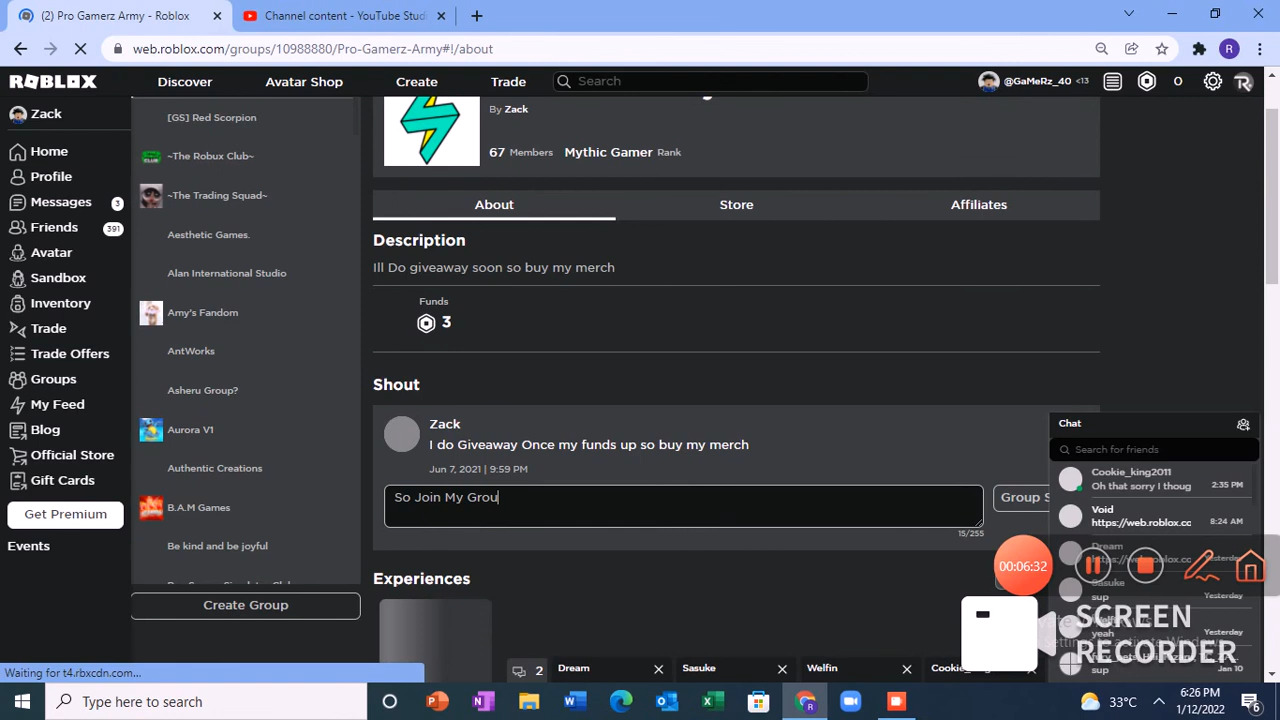 (2) Pro Gamerz Army - Roblox
Channel content - YouTube Studio
web.roblox.com/groups/10988880/Pro-Gamerz-Army#!/about
R
ROBLOX
Discover
Avatar Shop
Create
Trade
Search
@GaMeRz_40 <13
0
Zack
Home
Profile
Messages
3
Friends
391
Avatar
Sandbox
Inventory
Trade
Trade Offers
Groups
My Feed
Blog
Official Store
Gift Cards
Get Premium
Events
[GS] Red Scorpion
~The Robux Club~
~The Trading Squad~
Aesthetic Games.
Alan International Studio
Amy's Fandom
AntWorks
Asheru Group?
Aurora V1
Authentic Creations
B.A.M Games
Be kind and be joyful
Create Group
By Zack
67 Members
Mythic Gamer Rank
About
Store
Affiliates
Description
Ill Do giveaway soon so buy my merch
Funds
3
Shout
Zack
I do Giveaway Once my funds up so buy my merch
Jun 7, 2021 | 9:59 PM
So Join My Grou
Group S
15/255
Experiences
Chat
Search for friends
Cookie_king2011
Oh that sorry I thoug
2:35 PM
Void
https://web.roblox.cc
8:24 AM
Dream
https://web.roblox.cc
Yesterday
Sasuke
sup
Yesterday
yeah
Yesterday
sup
Jan 10
00:06:32
SCREEN
RECORDER
2
Dream
Sasuke
Welfin
Waiting for t4.rbxcdn.com...
Type here to search
33°C
6:26 PM
1/12/2022
6